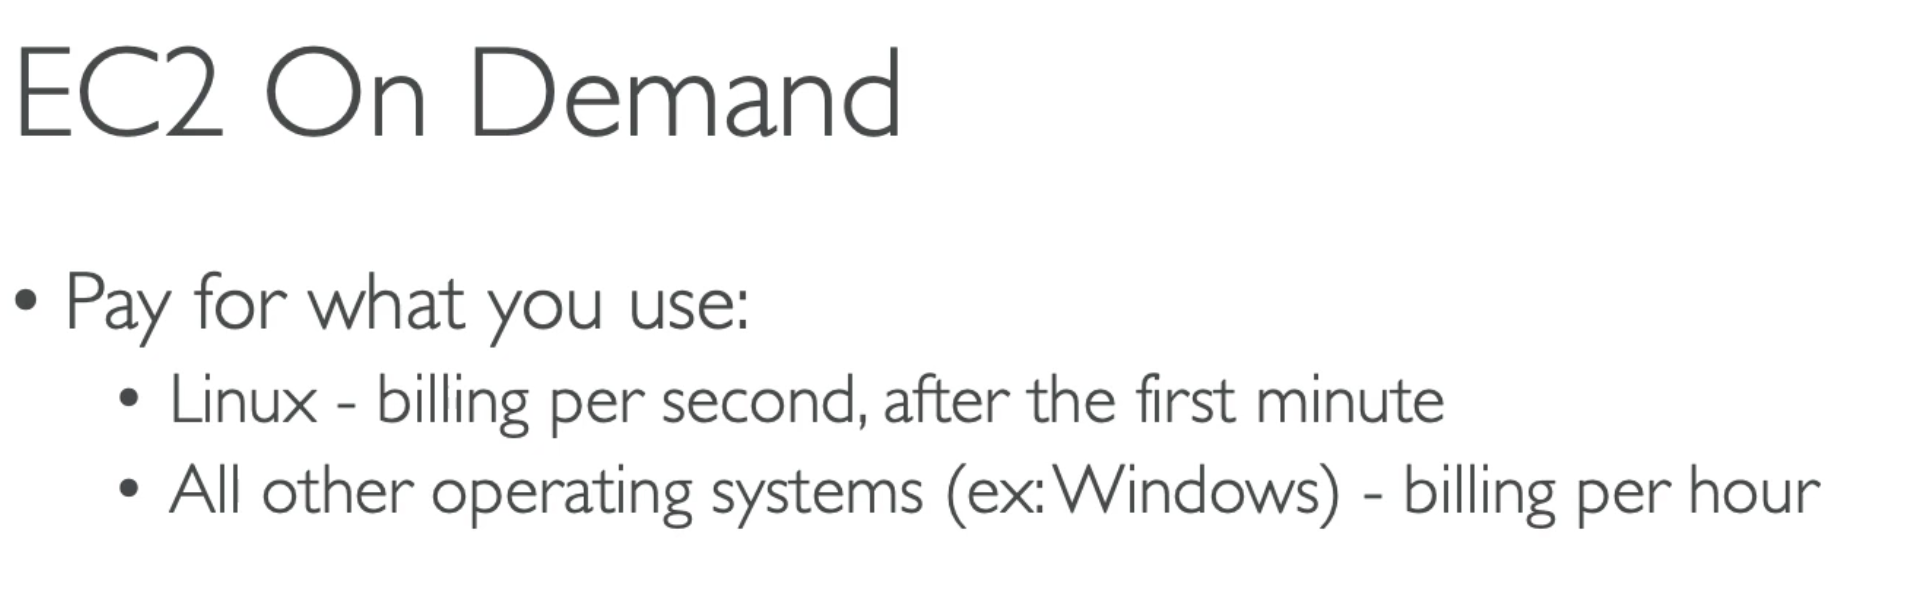 EC2 On Demand
• Pay for what you use:
• Linux - billing per second, after the first minute
• All other operating systems (ex: Windows) - billing per hour